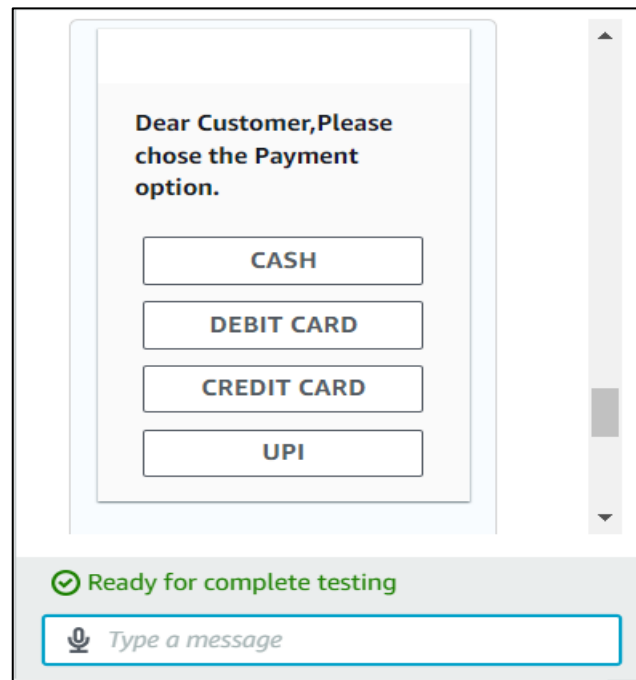 Dear Customer,Please
chose the Payment
option.
CASH
DEBIT CARD
CREDIT CARD
UPI
Ready for complete testing
Type a message